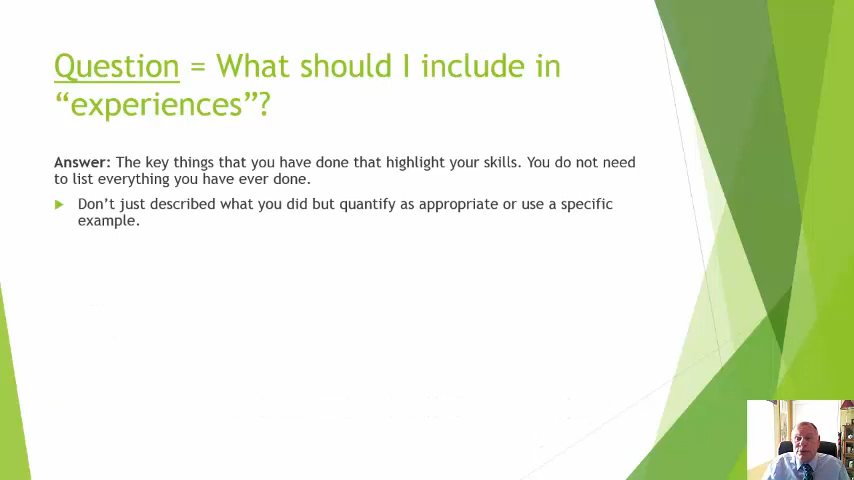 Question = What should I include in
“experiences”?
Answer: The key things that you have done that highlight your skills. You do not need
to list everything you have ever done.
Don’t just described what you did but quantify as appropriate or use a specific
example.